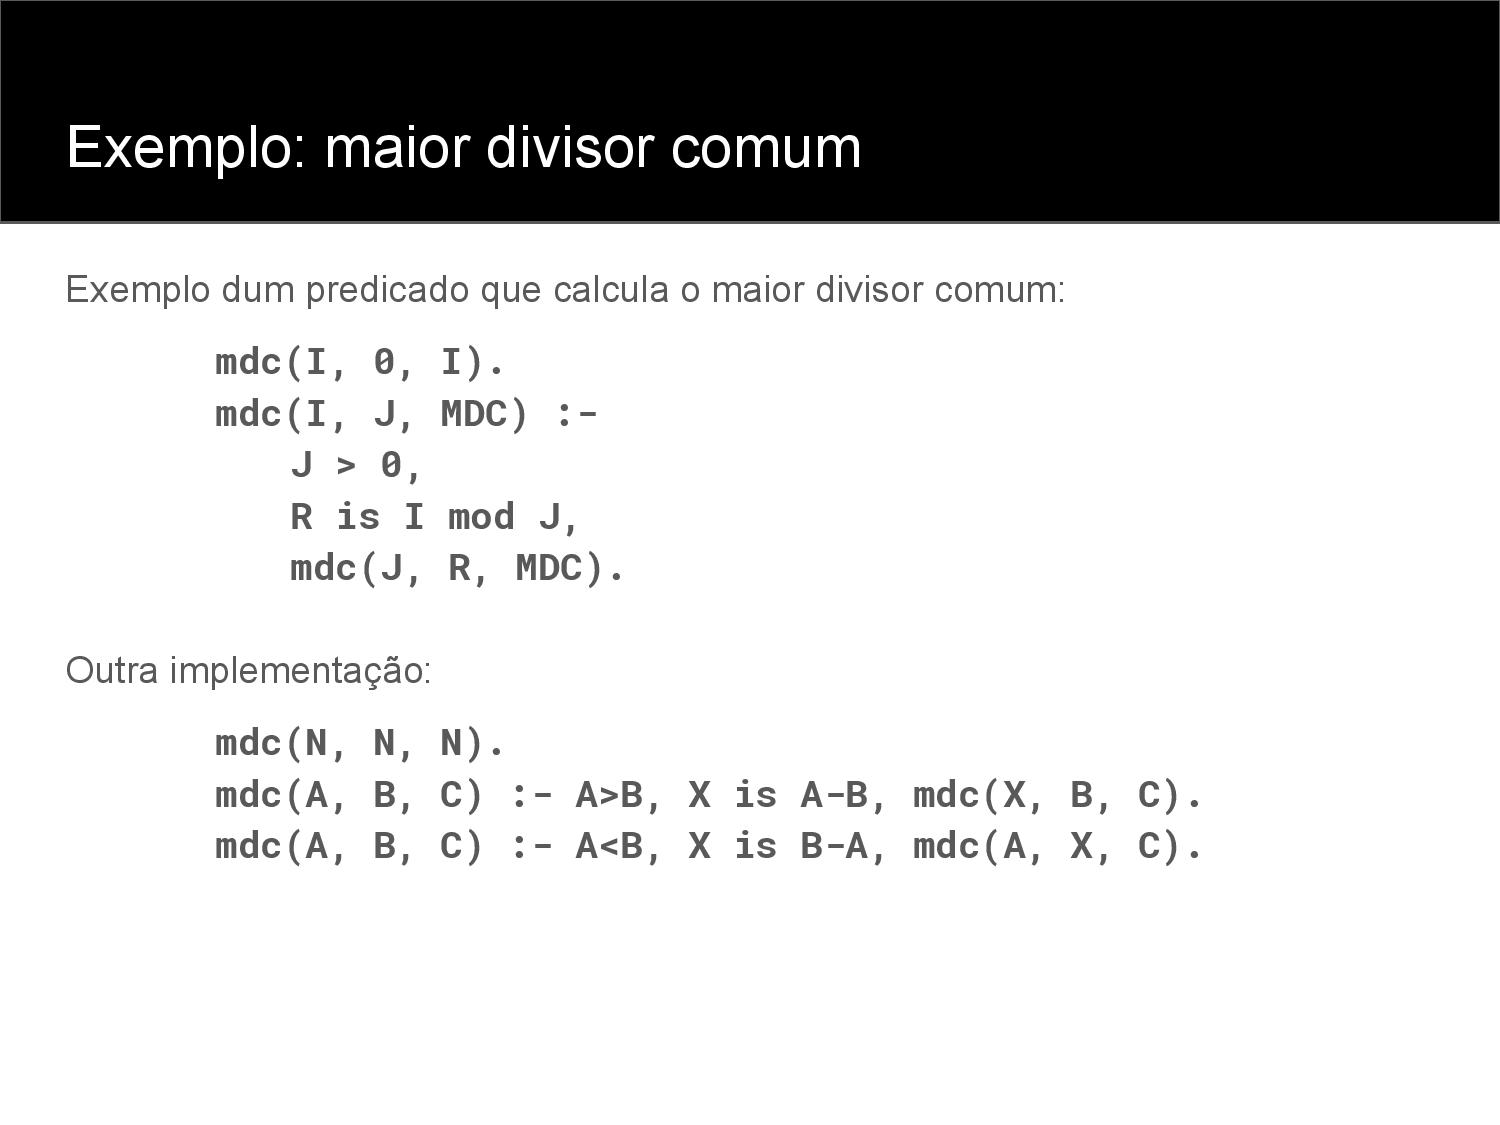 Exemplo: maior divisor comum
Exemplo dum predicado que calcula o maior divisor comum:
mdc(I, 0, I).
mdc(I, J, MDC) :-
J > 0,
R is I mod J,
mdc(J, R, MDC).
Outra implementação:
mdc(N, N, N).
mdc(A, B, C) :- A>B, X is A-B, mdc(X, B, C).
mdc(A, B, C) :- A<B, X is B-A, mdc(A, X, C).